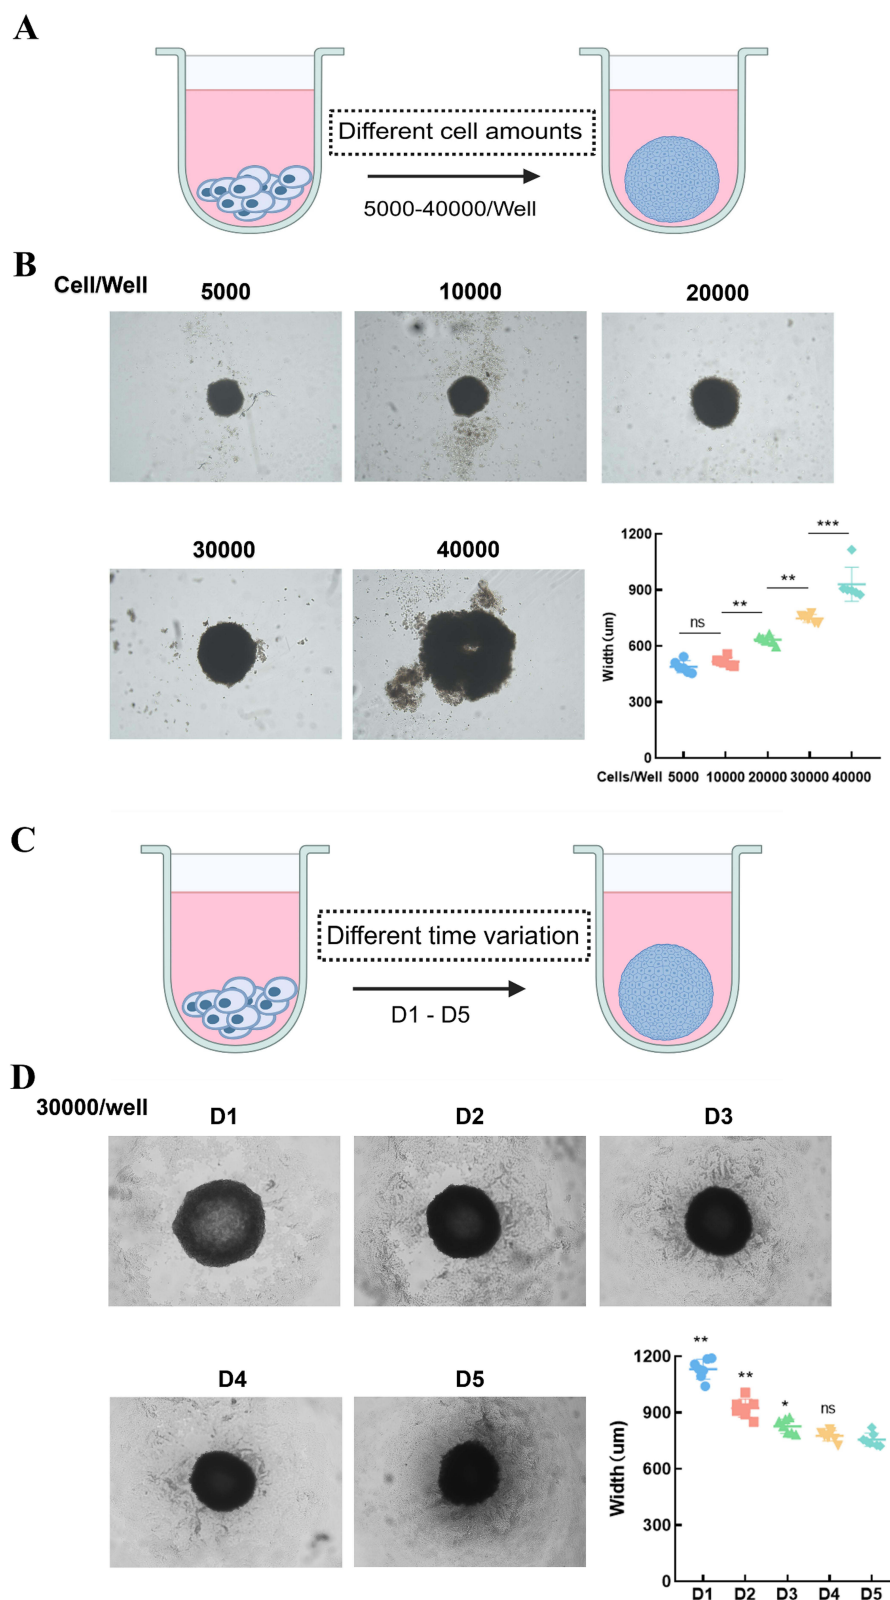 A
Different cell amounts
5000-40000/Well
B
Cell/Well
5000
10000
20000
30000
40000
Width(um)
1200
900
600
300
0
ns
**
**
***
Cells/Well 5000 10000 20000 30000 40000
C
Different time variation
D1 - D5
D
30000/well
D1
D2
D3
D4
D5
Width(um)
1200
900
600
300
0
**
**
*
ns
D1 D2 D3 D4 D5